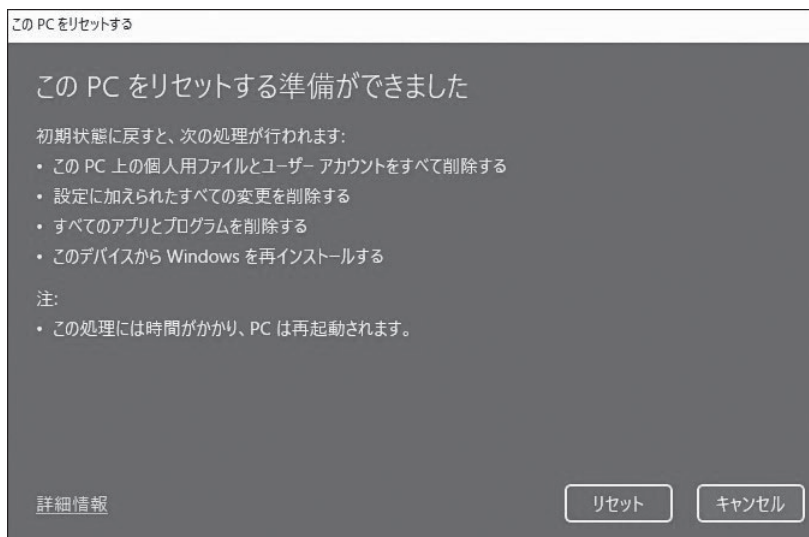 この PC をリセットする
この PC をリセットする準備ができました
初期状態に戻すと、次の処理が行われます:
• この PC 上の個人用ファイルとユーザー アカウントをすべて削除する
• 設定に加えられたすべての変更を削除する
• すべてのアプリとプログラムを削除する
• このデバイスから Windows を再インストールする
注:
• この処理には時間がかかり、PC は再起動されます。
詳細情報
リセット
キャンセル